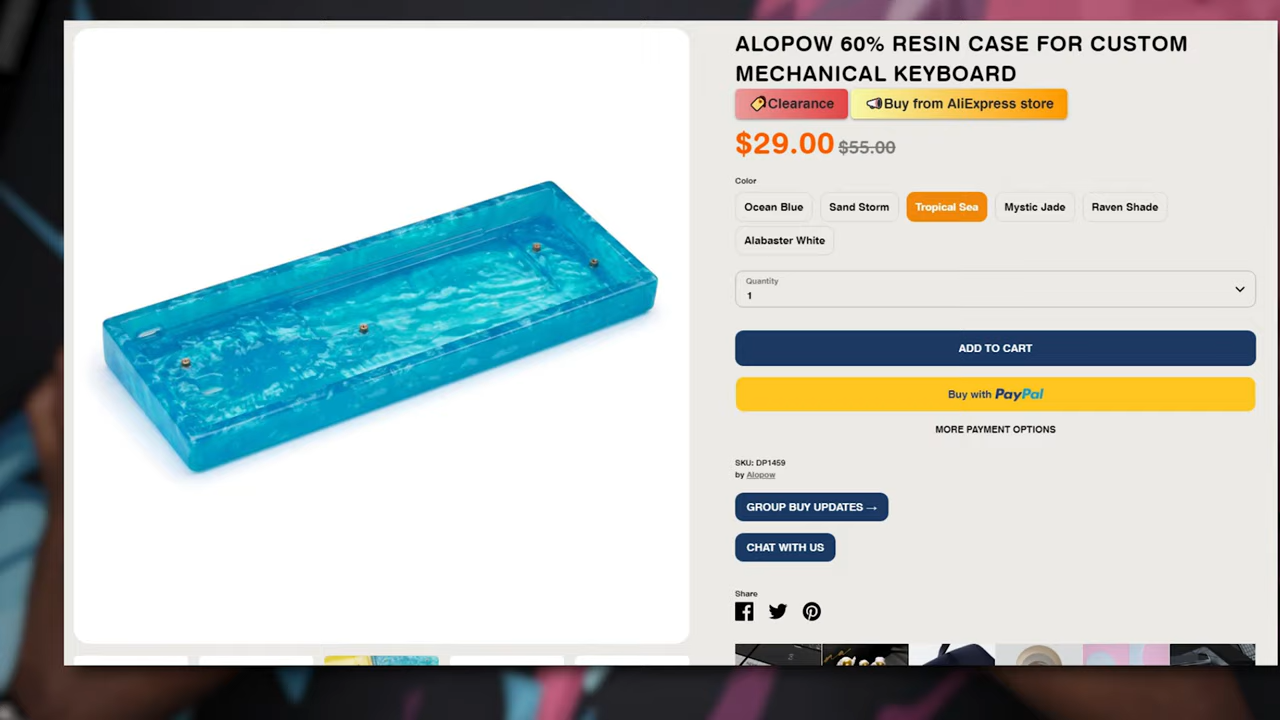 ALOPOW 60% RESIN CASE FOR CUSTOM
MECHANICAL KEYBOARD
Clearance
Buy from AliExpress store
$29.00 $55.00
Color
Ocean Blue
Sand Storm
Tropical Sea
Mystic Jade
Raven Shade
Alabaster White
Quantity
1
ADD TO CART
Buy with PayPal
MORE PAYMENT OPTIONS
SKU: DP1459
by Alopow
GROUP BUY UPDATES →
CHAT WITH US
Share